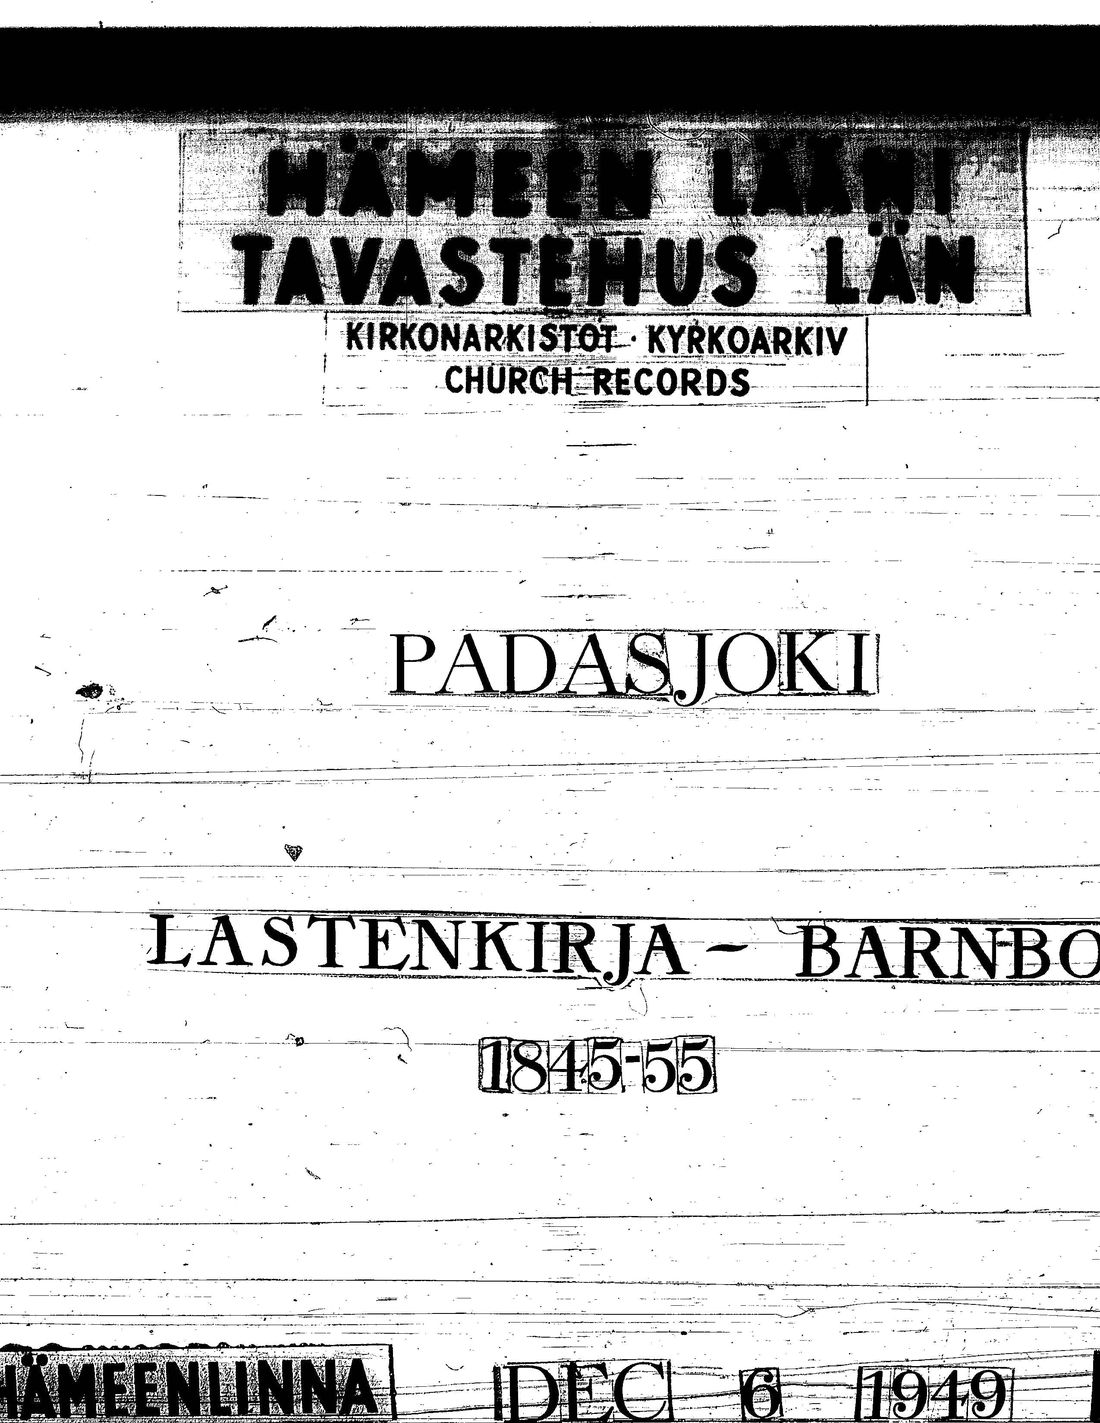 HÄMEEN LÄÄNI
TAVASTEHUS LÄN
KIRKONARKISTOT · KYRKOARKIV
CHURCH RECORDS
PADASJOKI
LASTENKIRJA - BARNBO
1845-55
HÄMEENLINNA DEC 6 1949